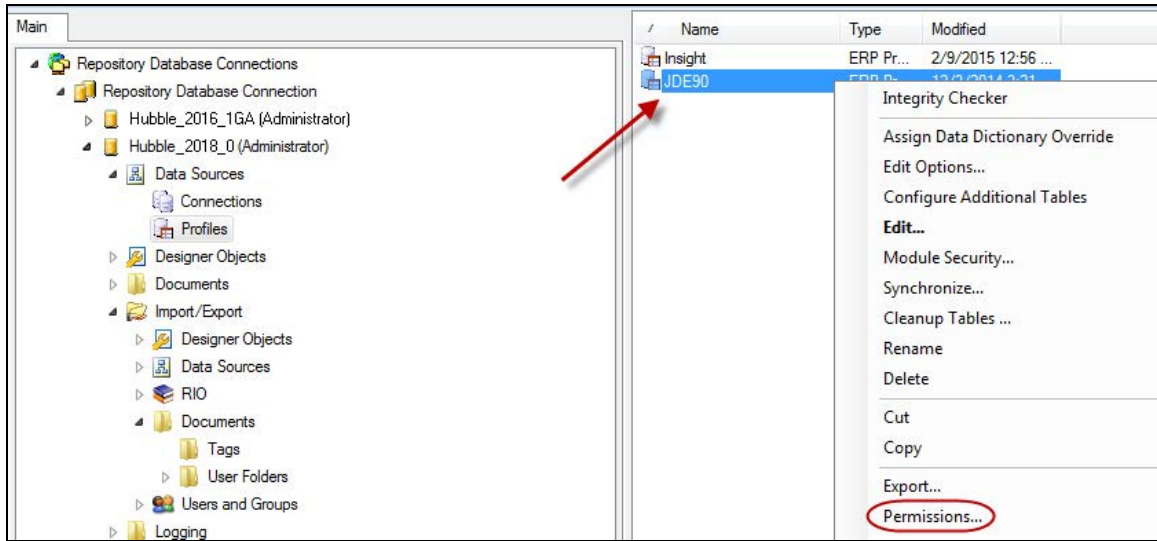 Main
Repository Database Connections
Repository Database Connection
Hubble_2016_1GA (Administrator)
Hubble_2018_0 (Administrator)
Data Sources
Connections
Profiles
Designer Objects
Documents
Import/Export
Designer Objects
Data Sources
RIO
Documents
Tags
User Folders
Users and Groups
Logging
/ Name Type Modified
Insight ERP Pr... 2/9/2015 12:56 ...
JDE90 ERP Pr...
Integrity Checker
Assign Data Dictionary Override
Edit Options...
Configure Additional Tables
Edit...
Module Security...
Synchronize...
Cleanup Tables ...
Rename
Delete
Cut
Copy
Export...
Permissions...